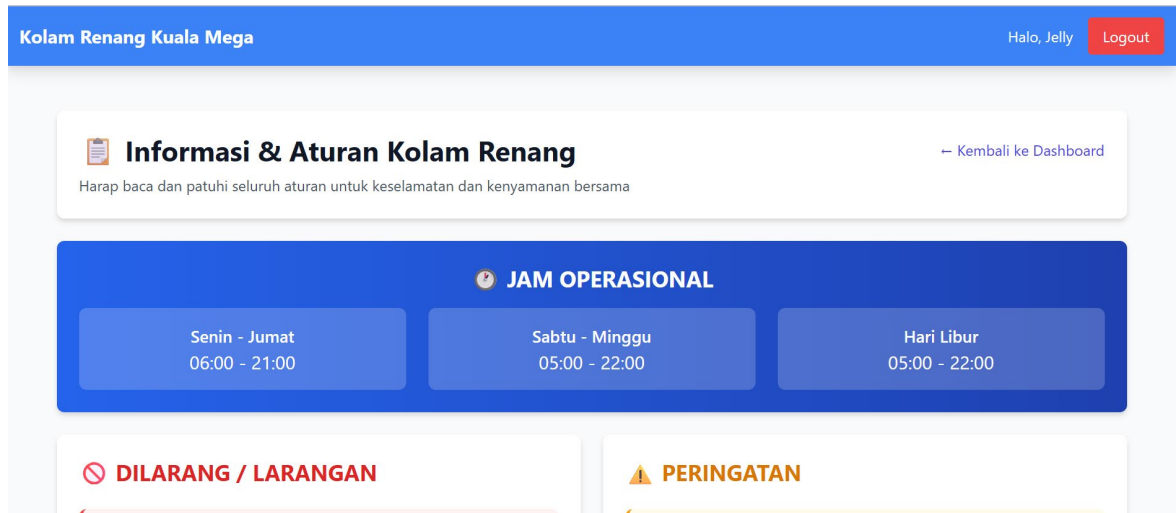 Kolam Renang Kuala Mega
Halo, Jelly
Logout
Informasi & Aturan Kolam Renang
← Kembali ke Dashboard
Harap baca dan patuhi seluruh aturan untuk keselamatan dan kenyamanan bersama
JAM OPERASIONAL
Senin - Jumat
06:00 - 21:00
Sabtu - Minggu
05:00 - 22:00
Hari Libur
05:00 - 22:00
DILARANG / LARANGAN
PERINGATAN